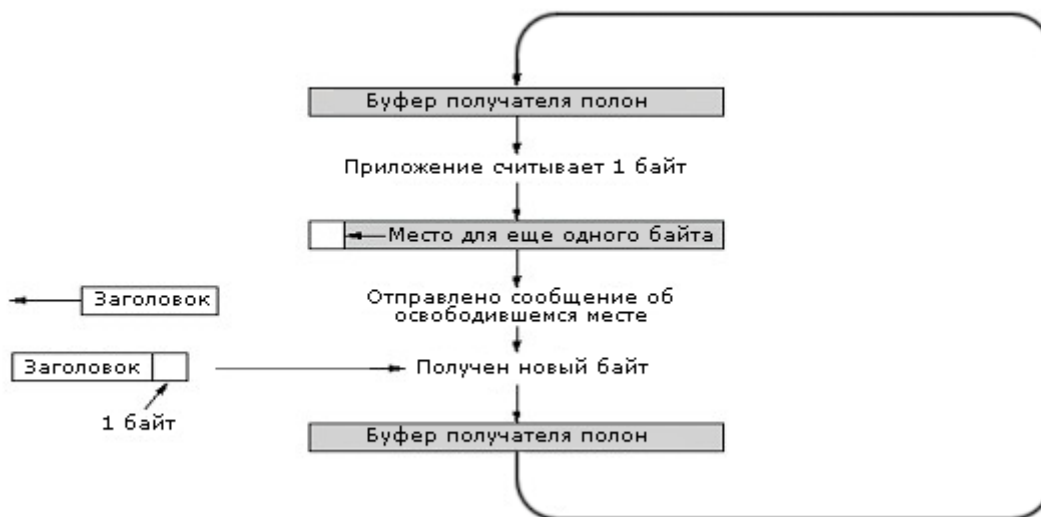 Буфер получателя полон
Приложение считывает 1 байт
Место для еще одного байта
Заголовок
Отправлено сообщение об
освободившемся месте
Заголовок
Получен новый байт
1 байт
Буфер получателя полон